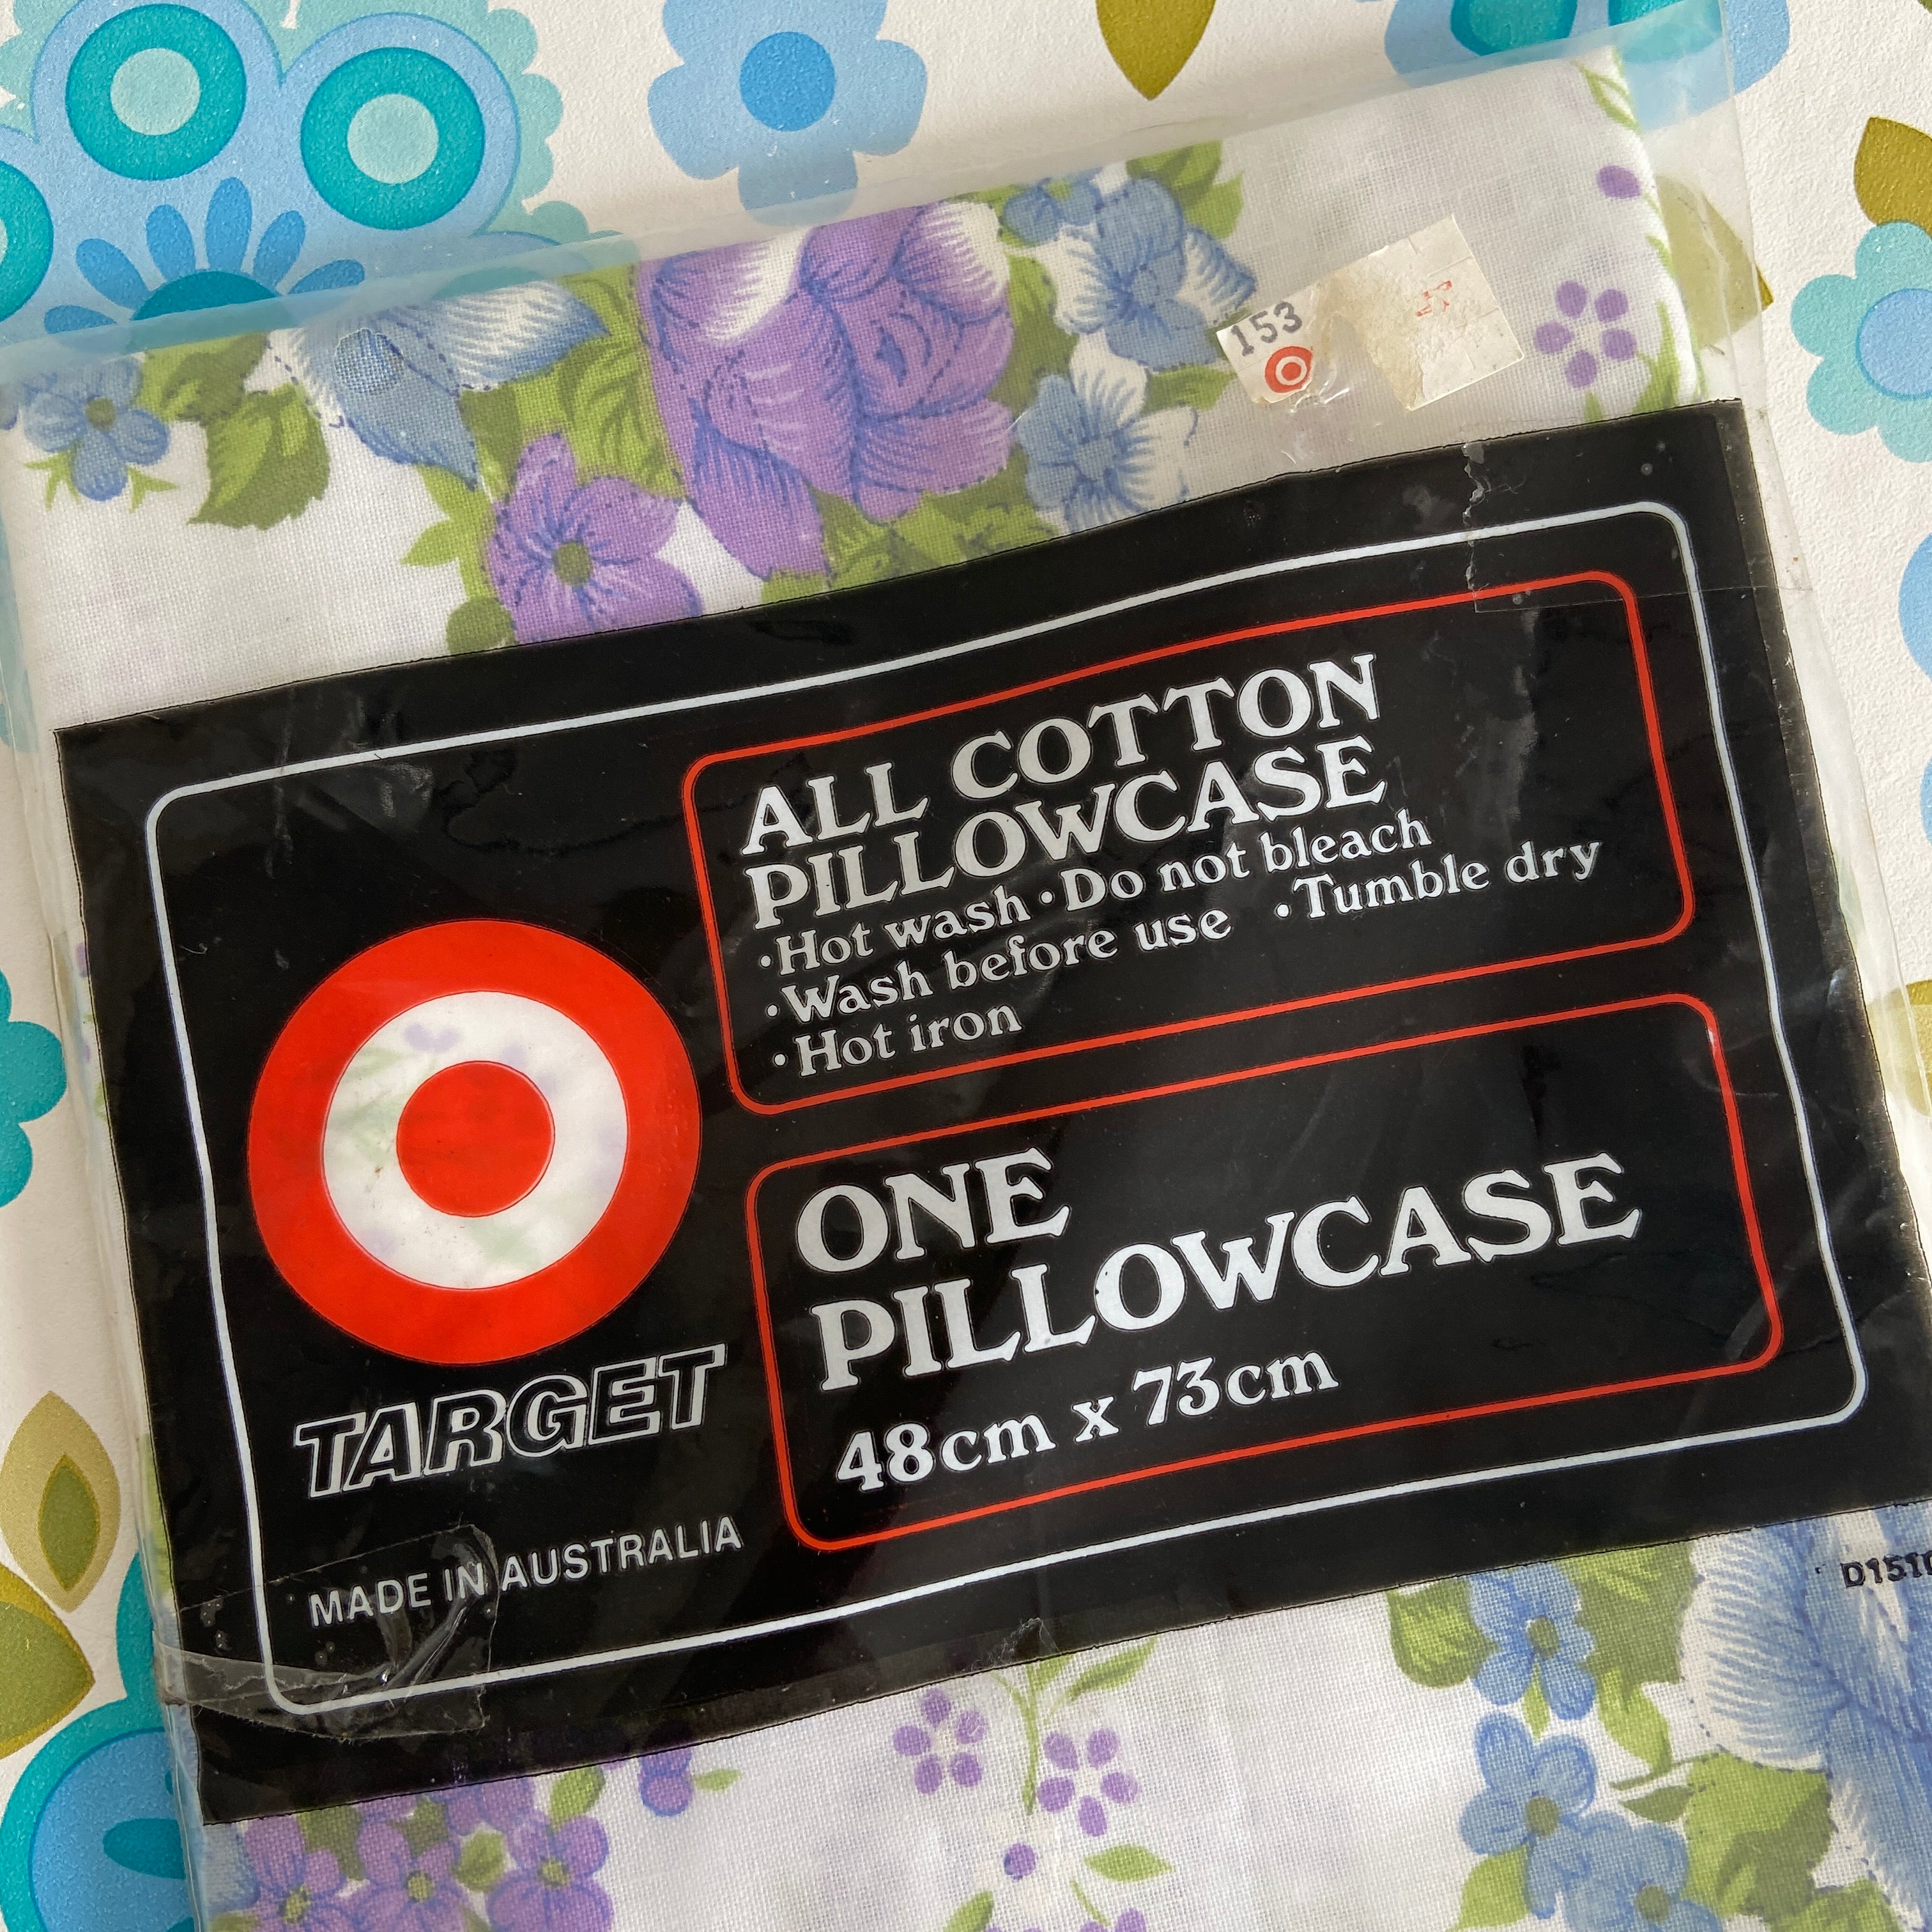 153
ALL COTTON
PILLOWCASE
·Hot wash ·Do not bleach
·Wash before use ·Tumble dry
·Hot iron
ONE
PILLOWCASE
48cm x 73cm
TARGET
MADE IN AUSTRALIA